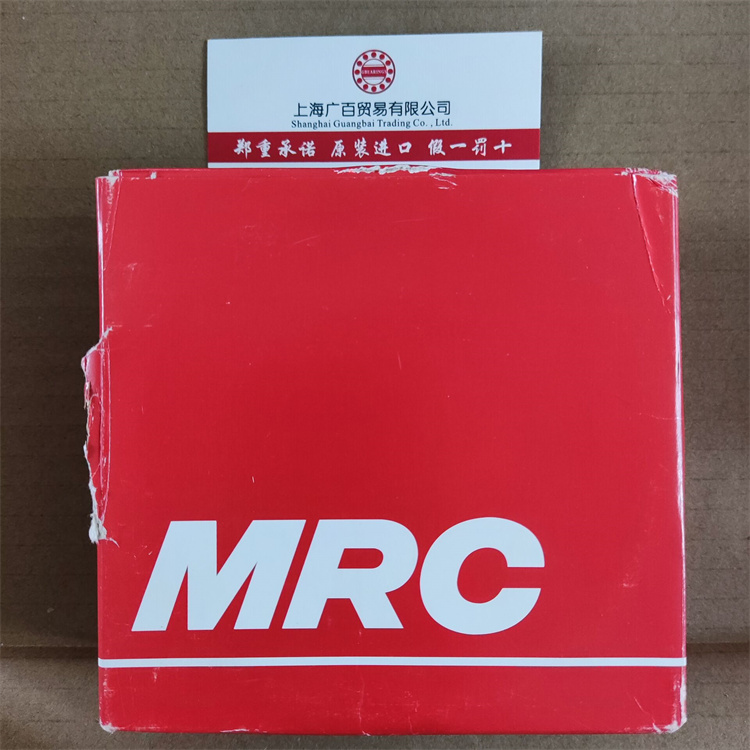 BEARINGS
上海广百贸易有限公司
Shanghai Guangbai Trading Co., Ltd.
郑重承诺 原装进口 假一罚十
MRC